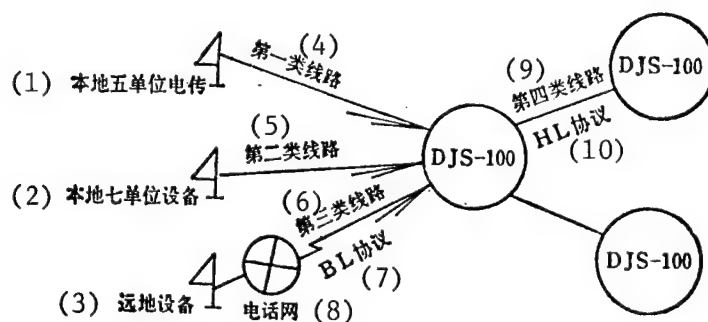 (1) 本地五单位电传
(4)
第一类线路
(5)
第二类线路
(2) 本地七单位设备
(6)
第三类线路
BL协议
(7)
(3) 远地设备
电话网 (8)
DJS-100
(9)
第四类线路
HL协议
(10)
DJS-100
DJS-100